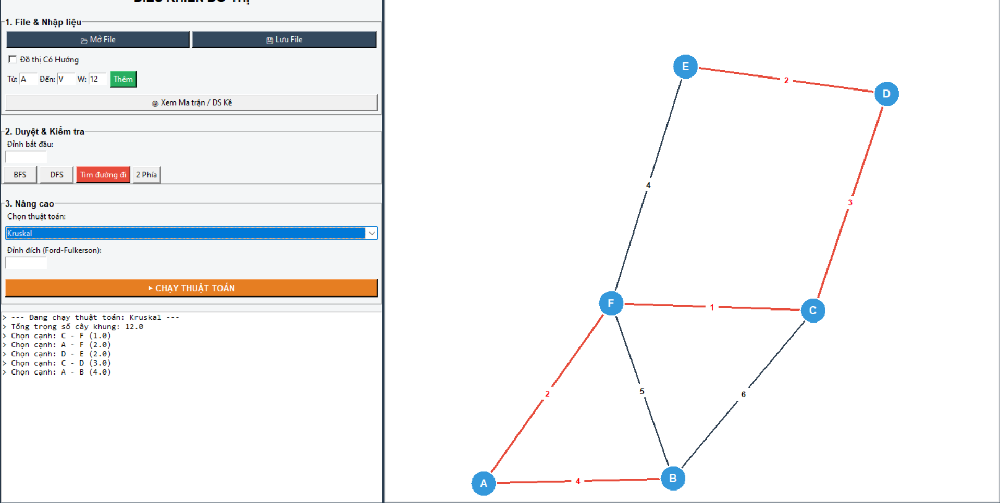 1. File & Nhập liệu
Mở File
Lưu File
Đồ thị Có Hướng
Từ: A Đến: V W: 12 Thêm
Xem Ma trận / DS Kề
2. Duyệt & Kiểm tra
Đỉnh bắt đầu:
BFS DFS Tìm đường đi 2 Phía
3. Nâng cao
Chọn thuật toán:
Kruskal
Đỉnh đích (Ford-Fulkerson):
CHẠY THUẬT TOÁN
> --- Đang chạy thuật toán: Kruskal ---
> Tổng trọng số cây khung: 12.0
> Chọn cạnh: C - F (1.0)
> Chọn cạnh: A - F (2.0)
> Chọn cạnh: D - E (2.0)
> Chọn cạnh: C - D (3.0)
> Chọn cạnh: A - B (4.0)
E
2
D
4
3
F
1
C
2
5
6
A
4
B